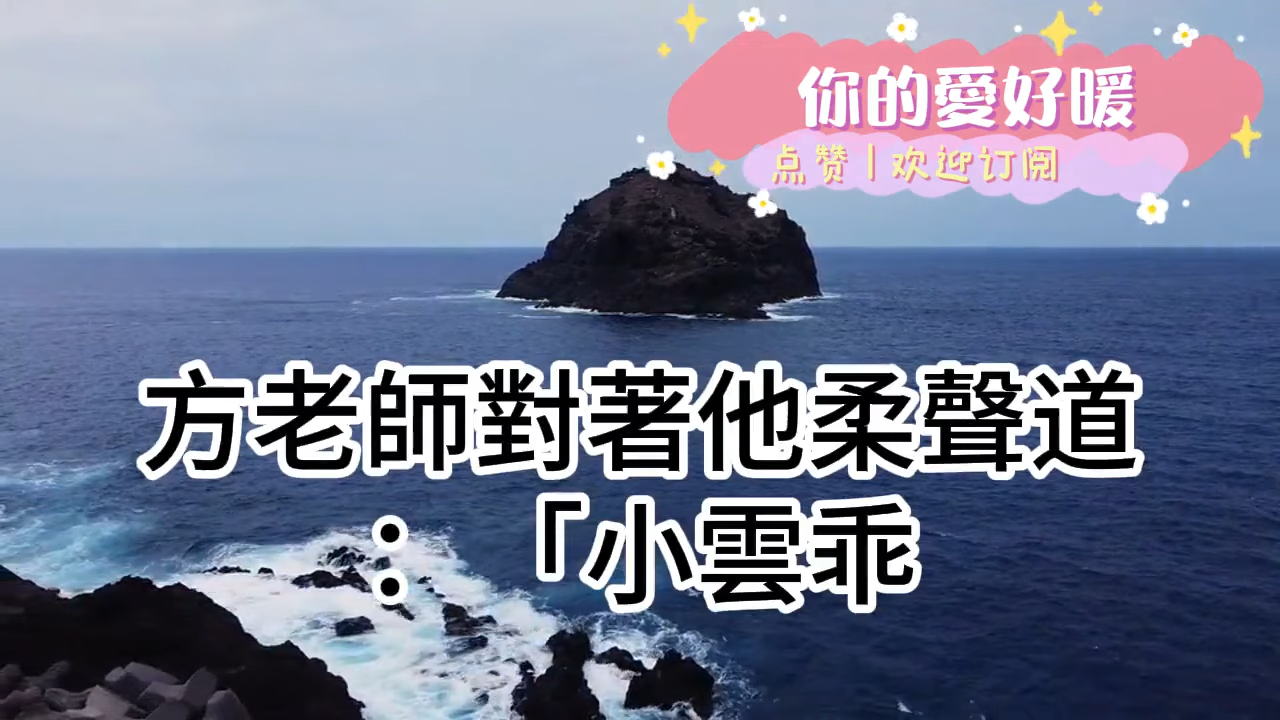 你的愛好暖
点赞 | 欢迎订阅
方老師對著他柔聲道
：「小雲乖